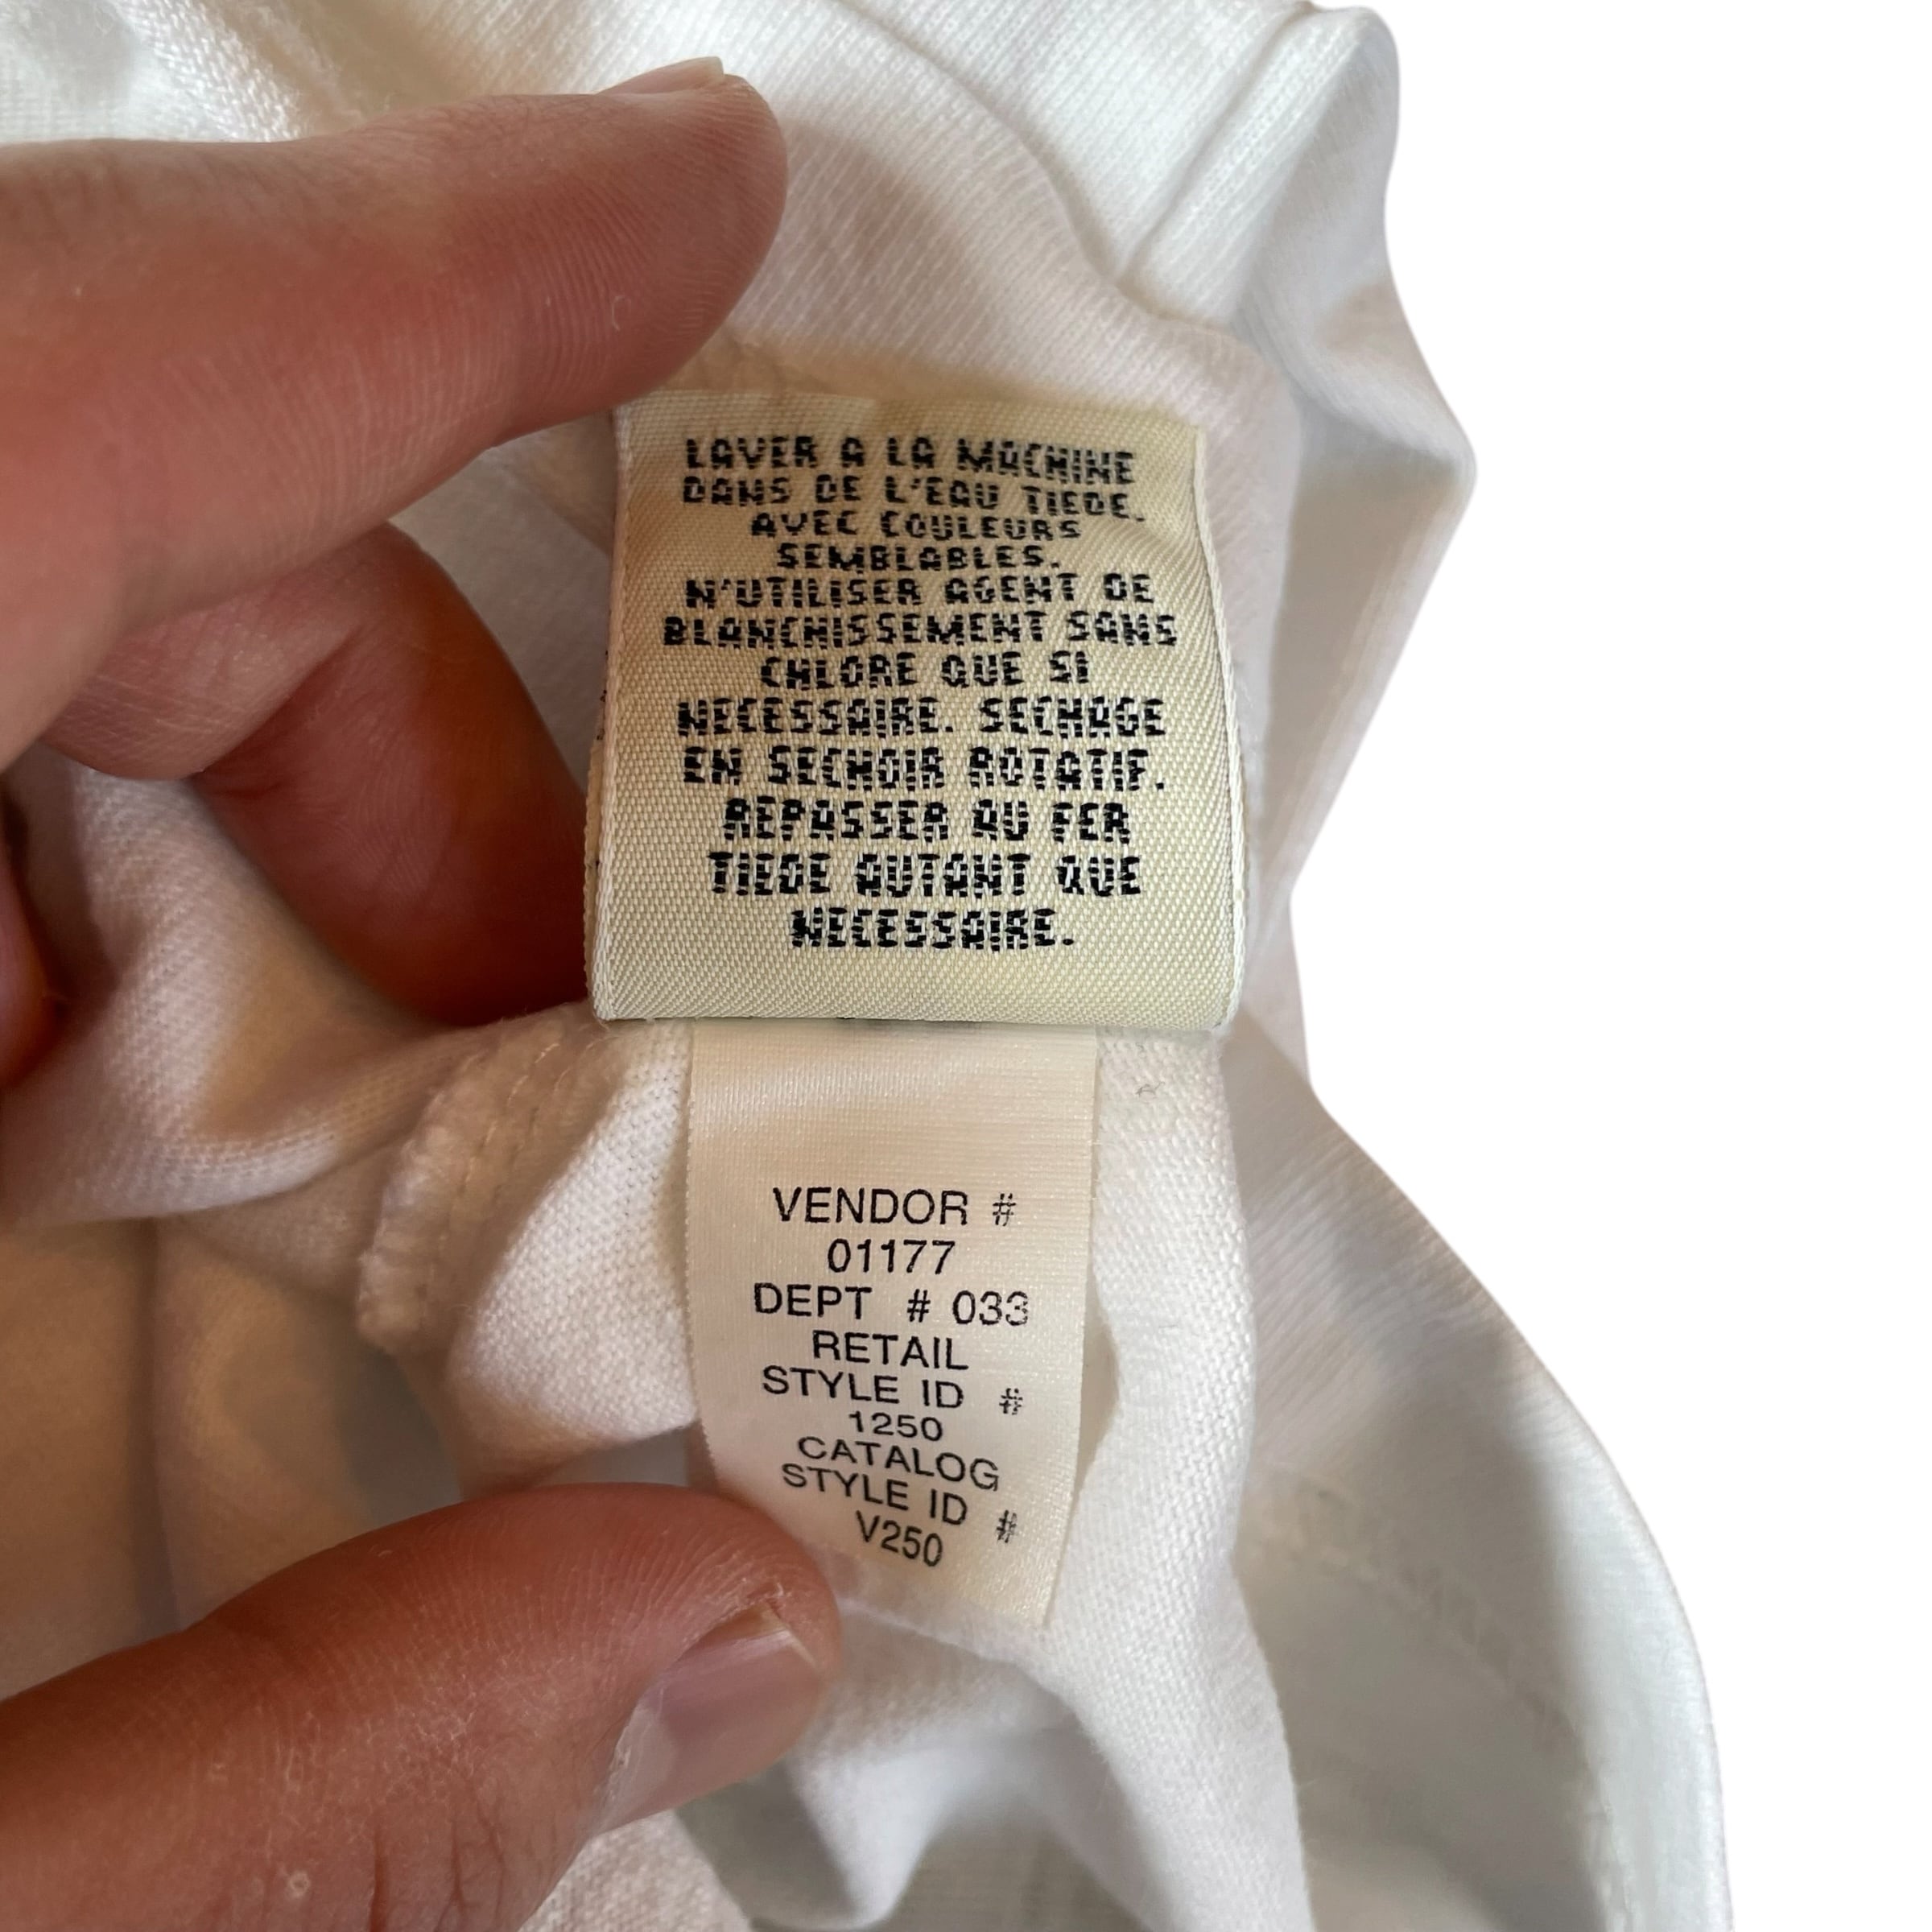 LAVER A LA MACHINE
DANS DE L'EAU TIEDE.
AVEC COULEURS
SEMBLABLES.
N'UTILISER AGENT DE
BLANCHISSEMENT SANS
CHLORE QUE SI
NECESSAIRE. SECHAGE
EN SECHOIR ROTATIF.
REPASSER AU FER
TIEDE AUTANT QUE
NECESSAIRE.
VENDOR #
01177
DEPT # 033
RETAIL
STYLE ID #
1250
CATALOG
STYLE ID #
V250